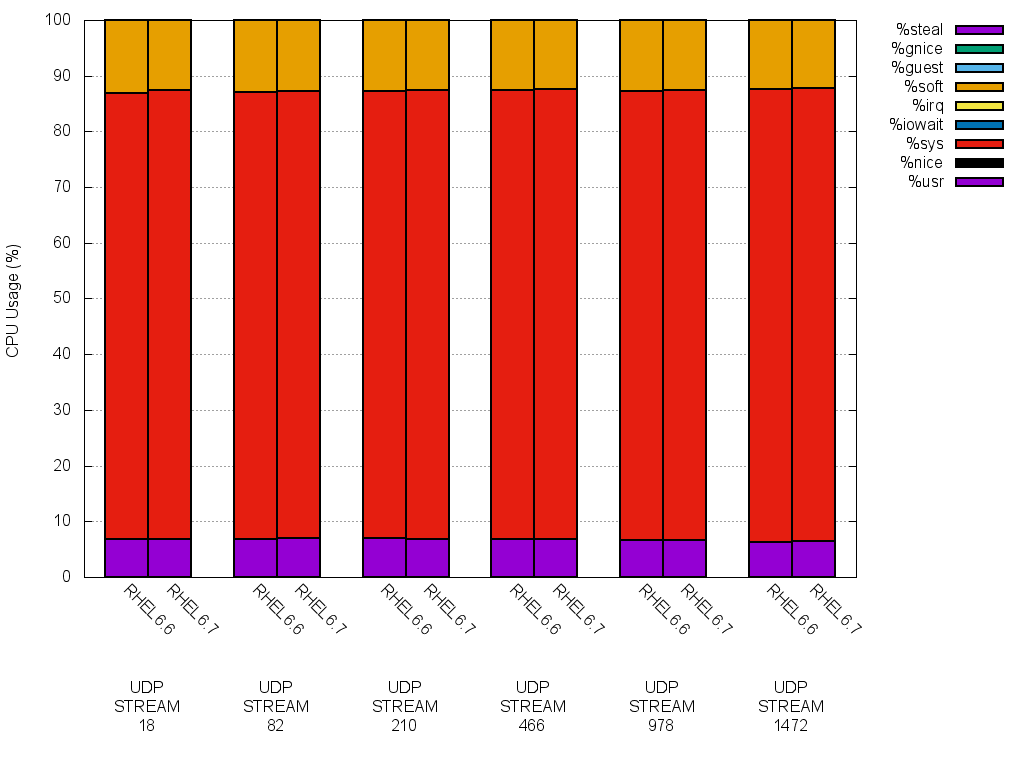 100
90
80
70
60
50
40
30
20
10
0
CPU Usage (%)
%steal
%gnice
%guest
%soft
%irq
%iowait
%sys
%nice
%usr
RHEL6.6
RHEL6.7
RHEL6.6
RHEL6.7
RHEL6.6
RHEL6.7
RHEL6.6
RHEL6.7
RHEL6.6
RHEL6.7
RHEL6.6
RHEL6.7
UDP
STREAM
18
UDP
STREAM
82
UDP
STREAM
210
UDP
STREAM
466
UDP
STREAM
978
UDP
STREAM
1472